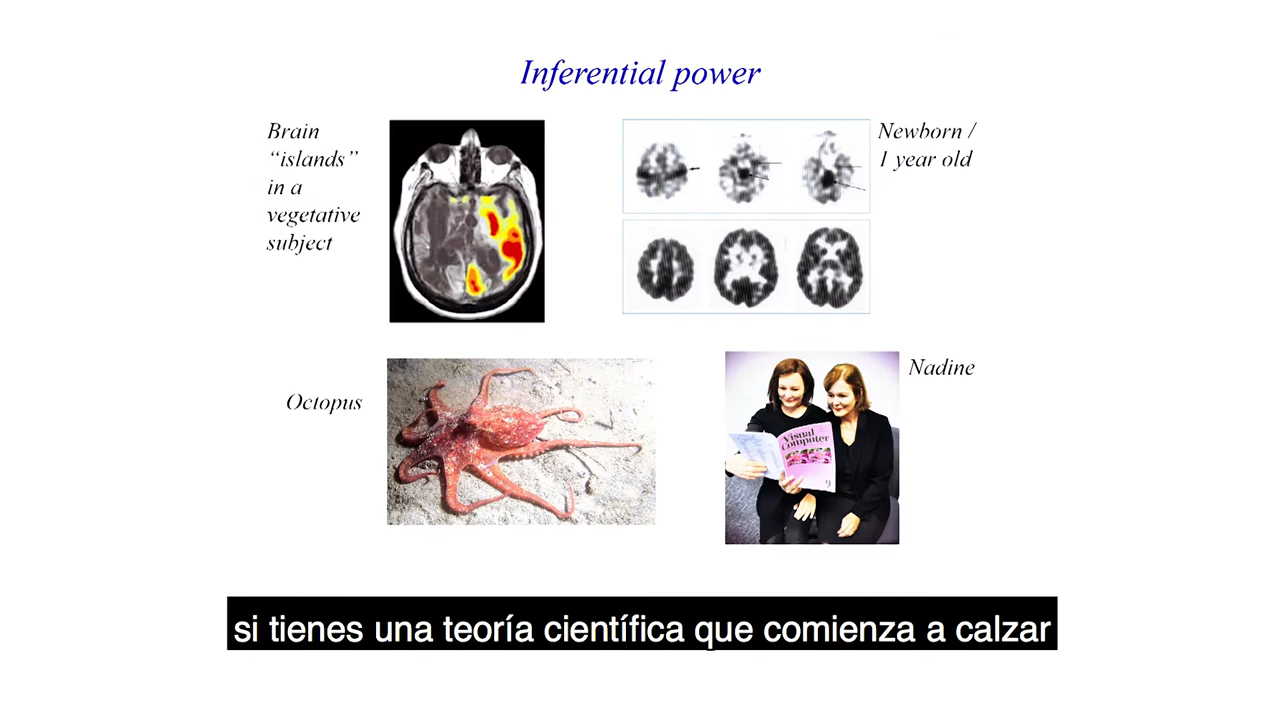 Inferential power
Brain
“islands”
in a
vegetative
subject
Newborn /
1 year old
Octopus
Nadine
Visual
Computer
9
si tienes una teoría científica que comienza a calzar